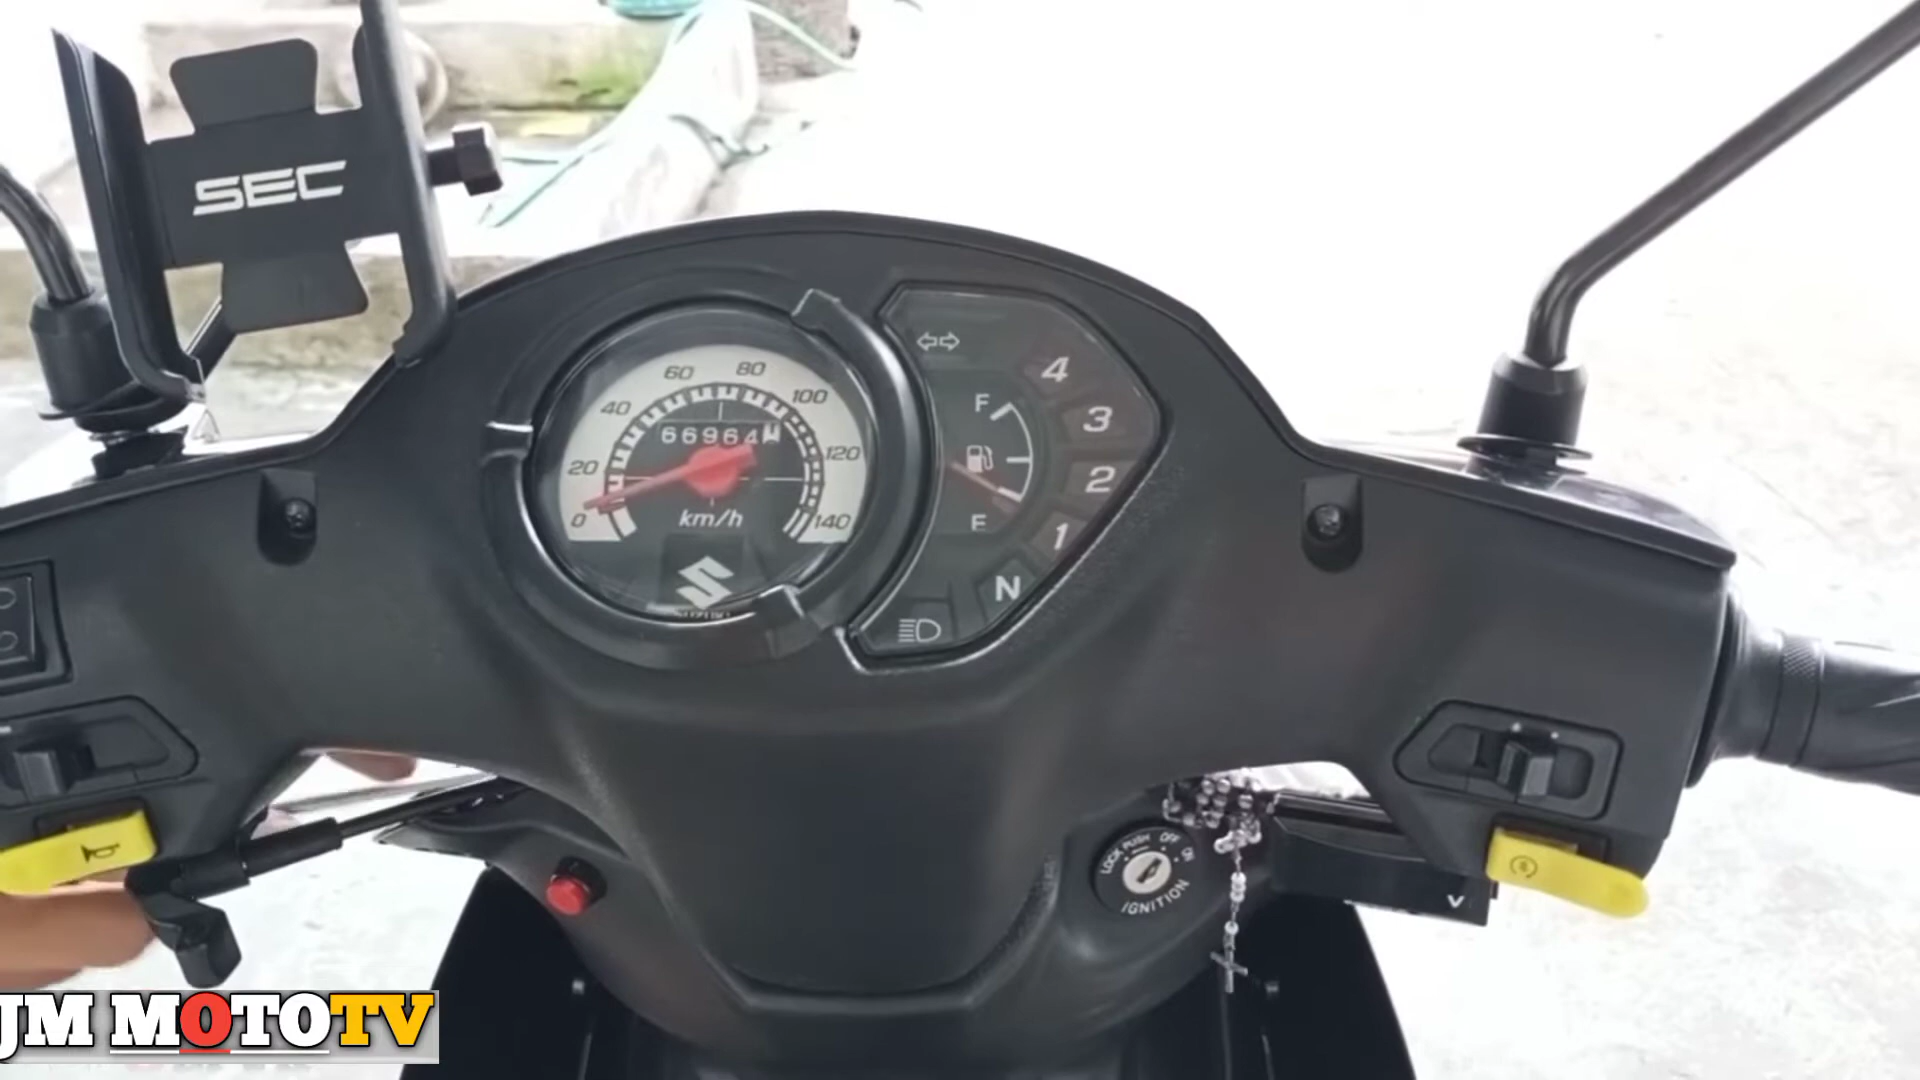 SEC
60 80
40 100
66964
20 120
0 140
km/h
SUZUKI
F
E
4
3
2
1
N
LOCK PUSH OFF
IGNITION
V
JM MOTOTV